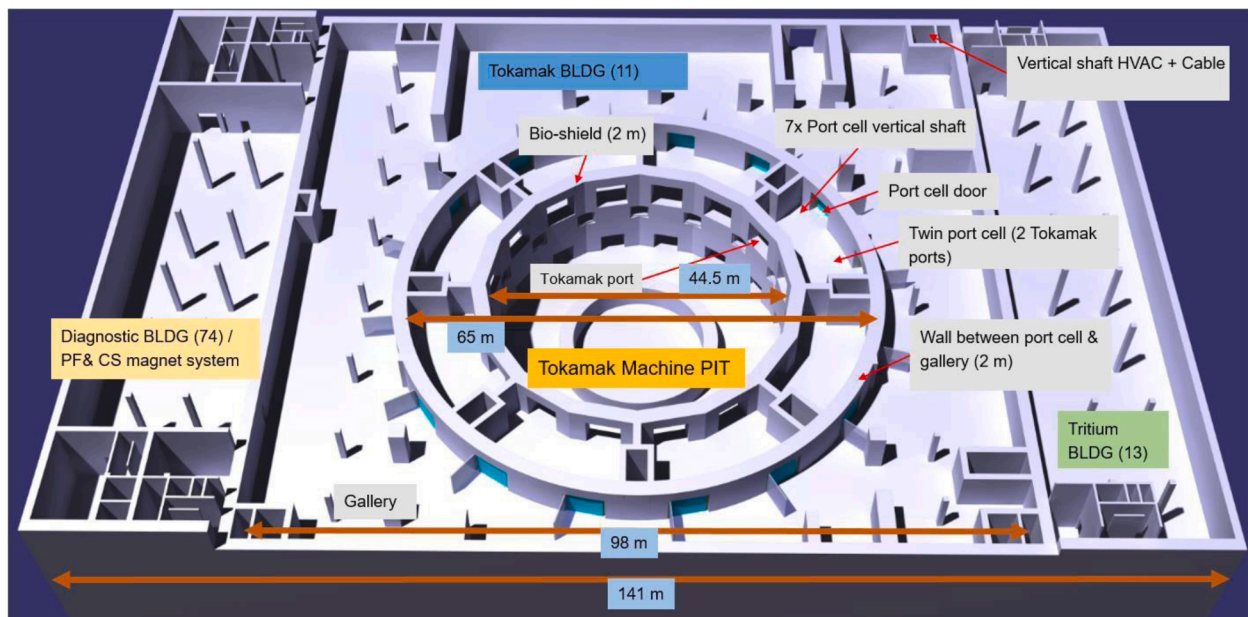 Tokamak BLDG (11)
Vertical shaft HVAC + Cable
Bio-shield (2 m)
7x Port cell vertical shaft
Port cell door
Twin port cell (2 Tokamak
ports)
Tokamak port
44.5 m
65 m
Diagnostic BLDG (74) /
PF& CS magnet system
Tokamak Machine PIT
Wall between port cell &
gallery (2 m)
Tritium
BLDG (13)
Gallery
98 m
141 m